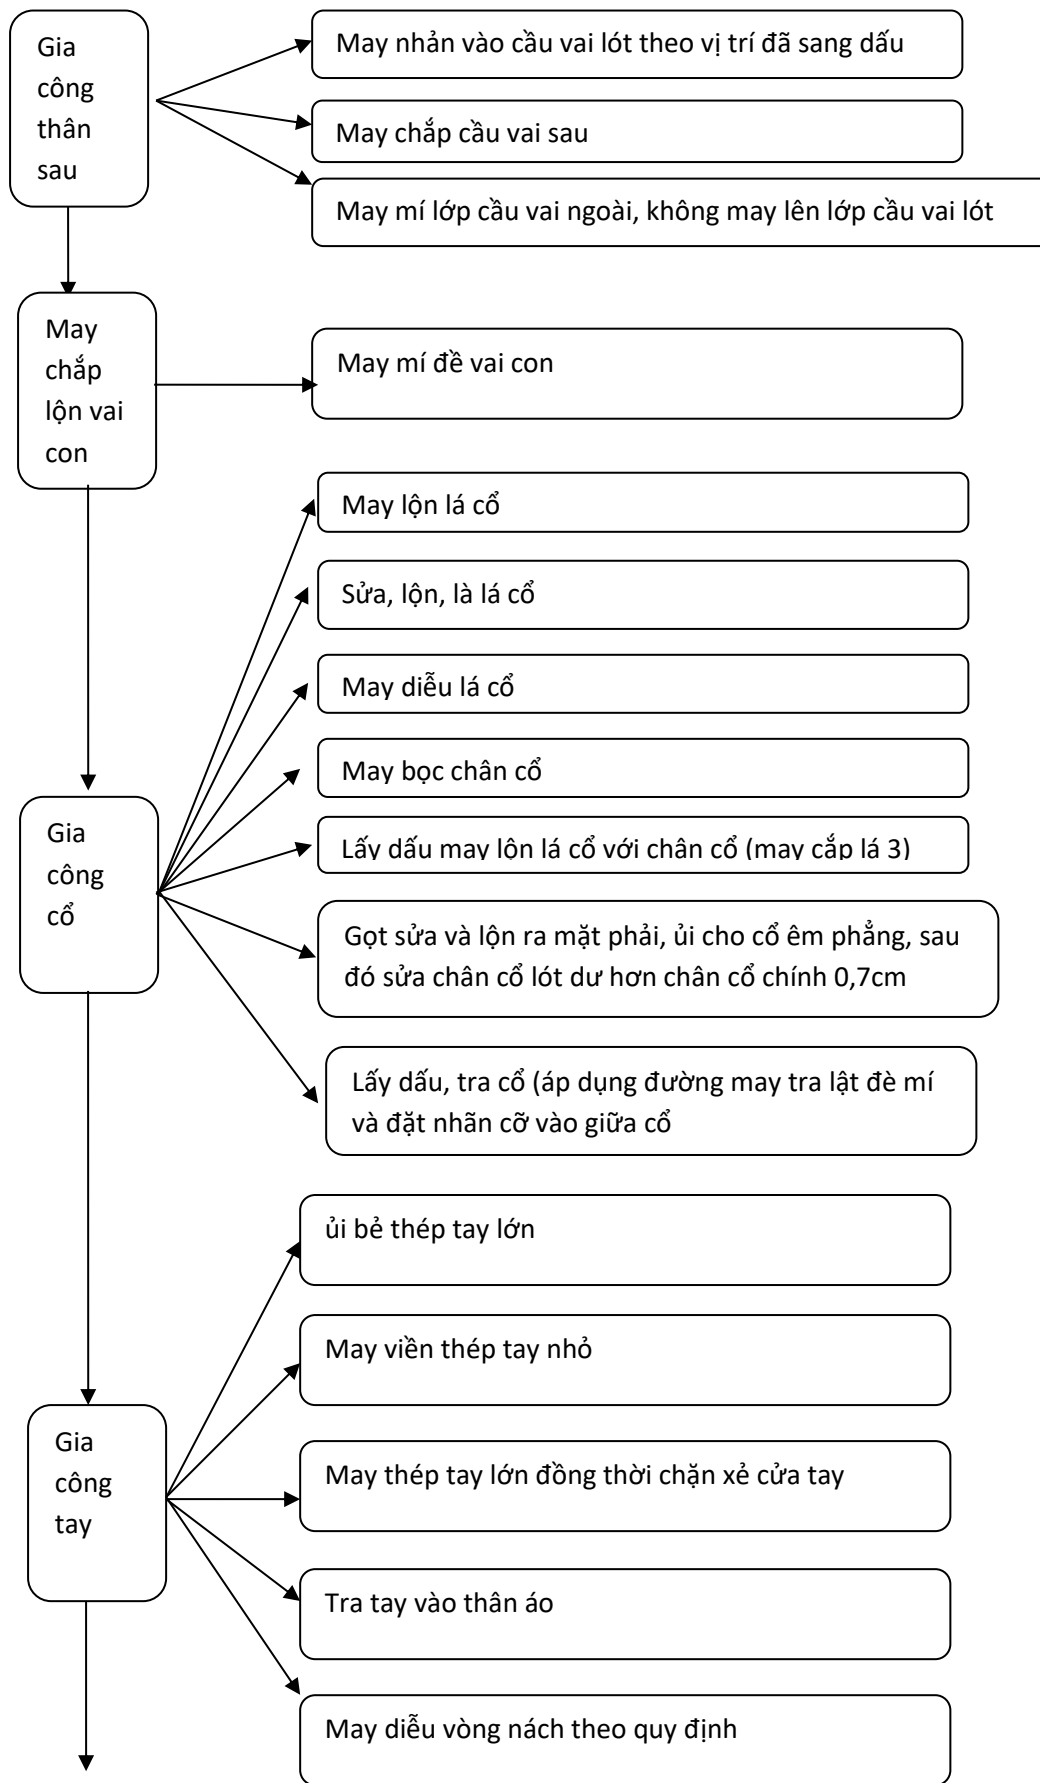 Gia
công
thân
sau
May nhản vào cầu vai lót theo vị trí đã sang dấu
May chắp cầu vai sau
May mí lớp cầu vai ngoài, không may lên lớp cầu vai lót
May
chắp
lộn vai
con
May mí đề vai con
Gia
công
cổ
May lộn lá cổ
Sửa, lộn, là lá cổ
May diễu lá cổ
May bọc chân cổ
Lấy dấu may lộn lá cổ với chân cổ (may cắp lá 3)
Gọt sửa và lộn ra mặt phải, ủi cho cổ êm phẳng, sau
đó sửa chân cổ lót dư hơn chân cổ chính 0,7cm
Lấy dấu, tra cổ (áp dụng đường may tra lật đè mí
và đặt nhãn cỡ vào giữa cổ
Gia
công
tay
ủi bẻ thép tay lớn
May viền thép tay nhỏ
May thép tay lớn đồng thời chặn xẻ cửa tay
Tra tay vào thân áo
May diễu vòng nách theo quy định